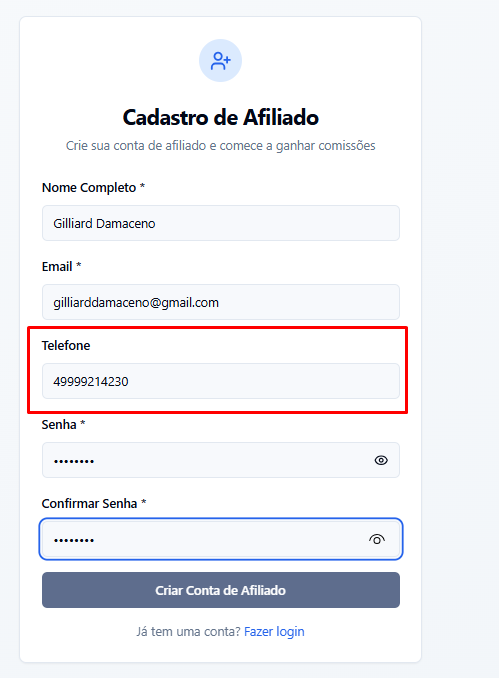 Cadastro de Afiliado
Crie sua conta de afiliado e comece a ganhar comissões
Nome Completo *
Gilliard Damaceno
Email *
gilliarddamaceno@gmail.com
Telefone
49999214230
Senha *
••••••••
Confirmar Senha *
••••••••
Criar Conta de Afiliado
Já tem uma conta? Fazer login